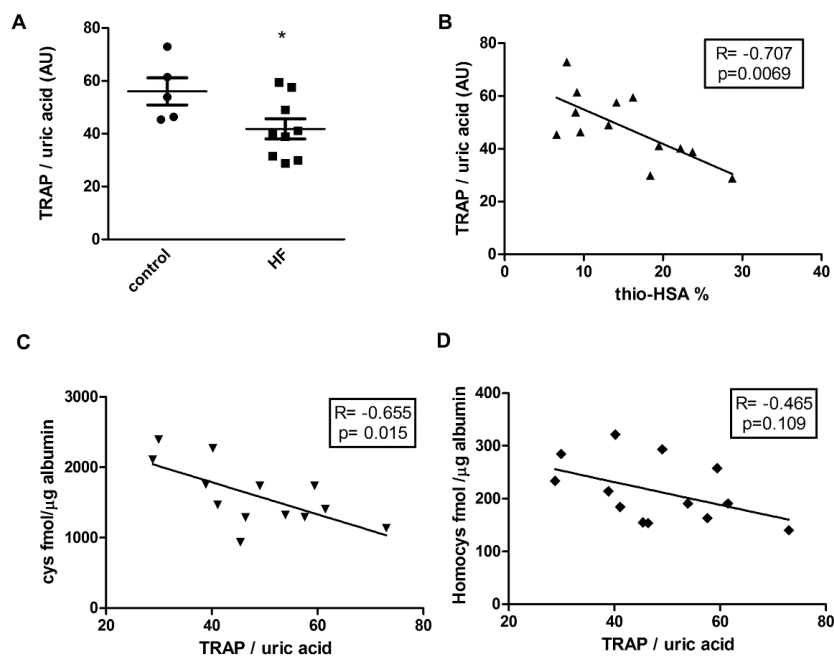 A
TRAP / uric acid (AU)
80
60
40
20
0
*
control
HF
B
TRAP / uric acid (AU)
80
60
40
20
0
R= -0.707
p=0.0069
0 10 20 30 40
thio-HSA %
C
cys fmol/μg albumin
3000
2000
1000
0
R= -0.655
p= 0.015
20 40 60 80
TRAP / uric acid
D
Homocys fmol /μg albumin
400
300
200
100
0
R= -0.465
p=0.109
20 40 60 80
TRAP / uric acid